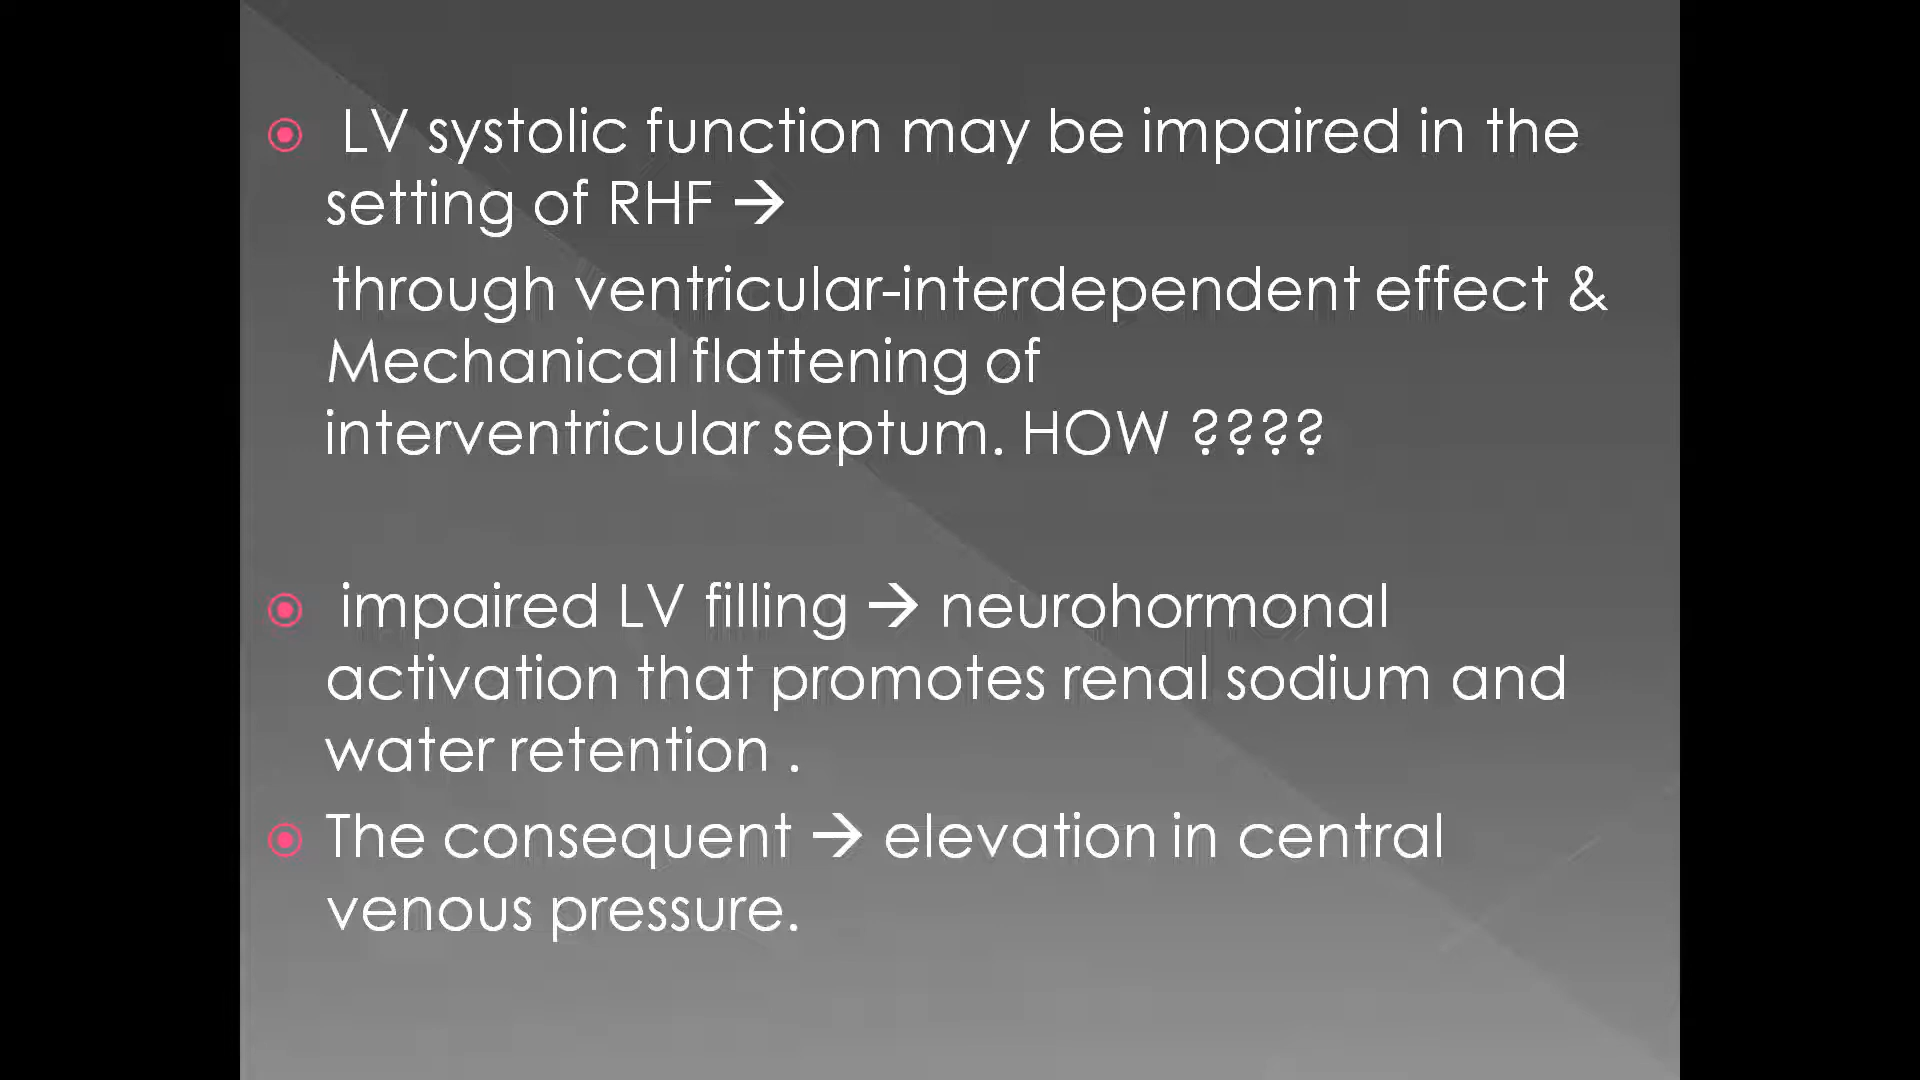 LV systolic function may be impaired in the
setting of RHF →
through ventricular-interdependent effect &
Mechanical flattening of
interventricular septum. HOW ????
impaired LV filling → neurohormonal
activation that promotes renal sodium and
water retention .
The consequent → elevation in central
venous pressure.